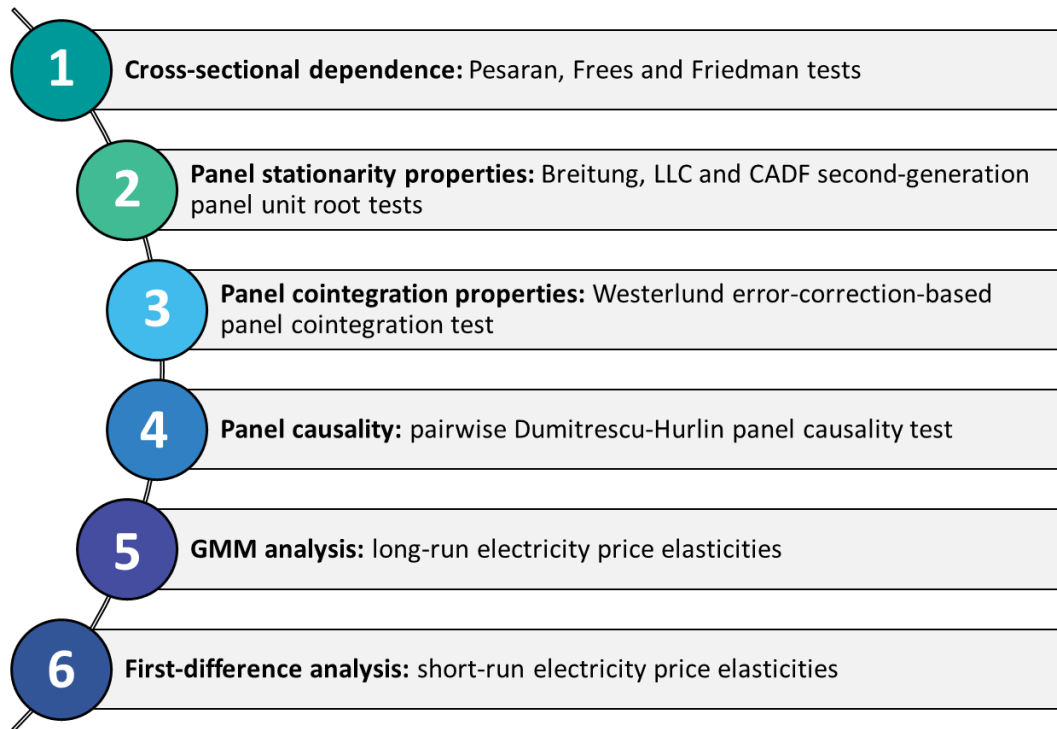 1
Cross-sectional dependence: Pesaran, Frees and Friedman tests
2
Panel stationarity properties: Breitung, LLC and CADF second-generation
panel unit root tests
3
Panel cointegration properties: Westerlund error-correction-based
panel cointegration test
4
Panel causality: pairwise Dumitrescu-Hurlin panel causality test
5
GMM analysis: long-run electricity price elasticities
6
First-difference analysis: short-run electricity price elasticities